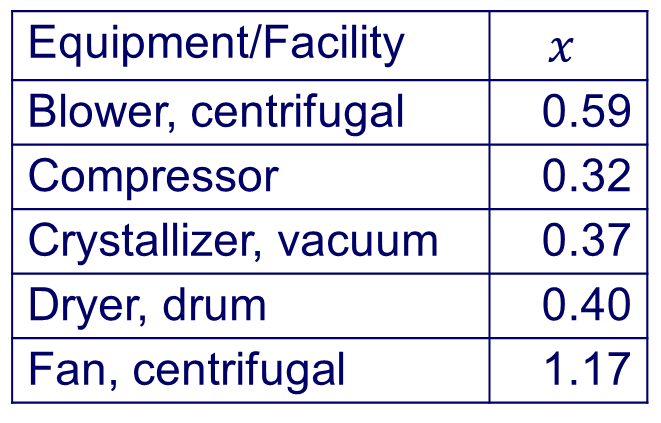 Equipment/Facility x
Blower, centrifugal 0.59
Compressor 0.32
Crystallizer, vacuum 0.37
Dryer, drum 0.40
Fan, centrifugal 1.17